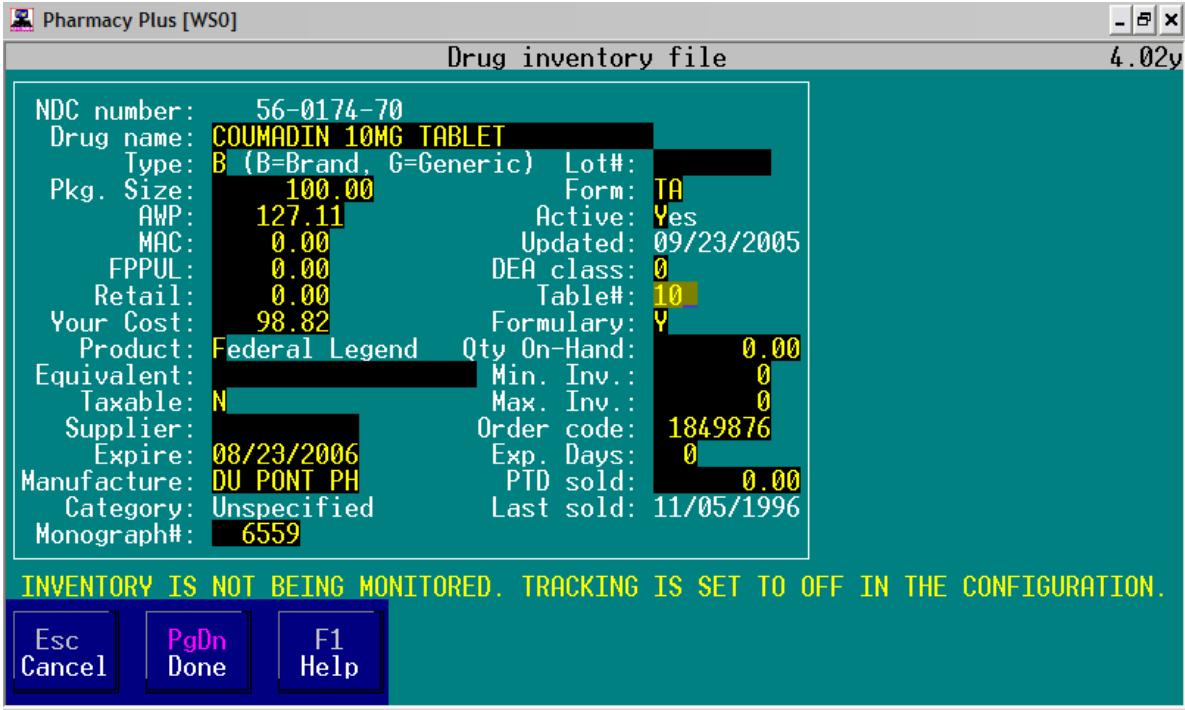 Pharmacy Plus [WS0]
Drug inventory file 4.02y
NDC number: 56-0174-70
Drug name: COUMADIN 10MG TABLET
Type: B (B=Brand, G=Generic) Lot#:
Pkg. Size: 100.00 Form: TA
AWP: 127.11 Active: Yes
MAC: 0.00 Updated: 09/23/2005
FPPUL: 0.00 DEA class: 0
Retail: 0.00 Table#: 10
Your Cost: 98.82 Formulary: Y
Product: Federal Legend Qty On-Hand: 0.00
Equivalent: Min. Inv.: 0
Taxable: N Max. Inv.: 0
Supplier: Order code: 1849876
Expire: 08/23/2006 Exp. Days: 0
Manufacture: DU PONT PH PTD sold: 0.00
Category: Unspecified Last sold: 11/05/1996
Monograph#: 6559
INVENTORY IS NOT BEING MONITORED. TRACKING IS SET TO OFF IN THE CONFIGURATION.
Esc PgDn F1
Cancel Done Help